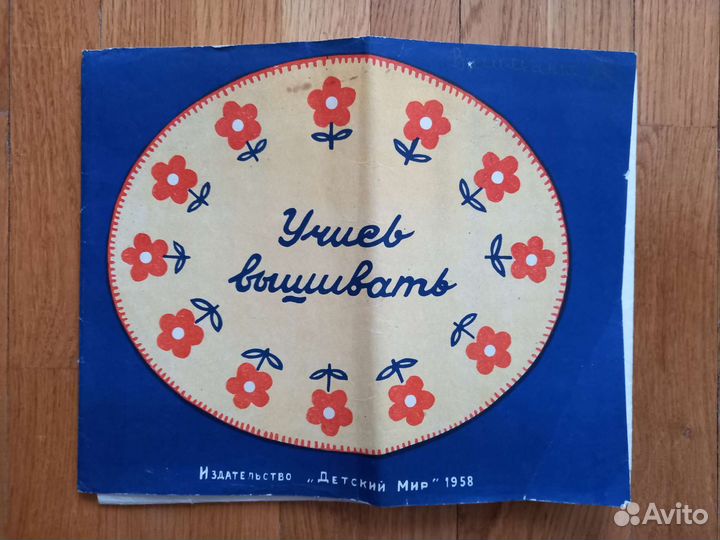 Учись
вышивать
Издательство „Детский Мир" 1958
Avito